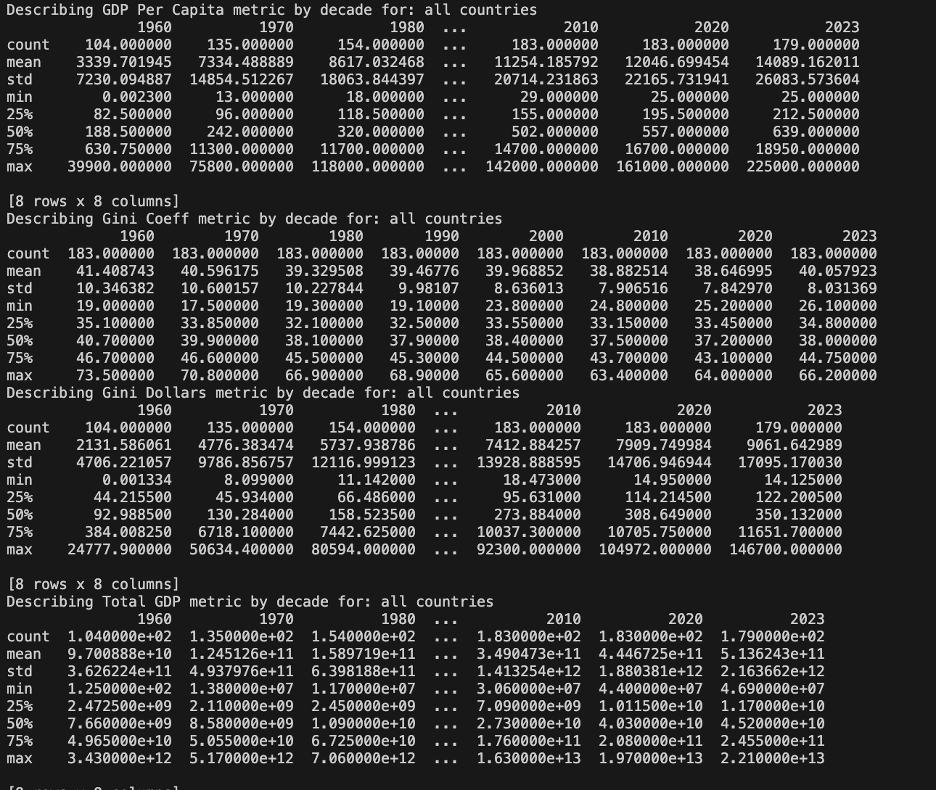 Describing GDP Per Capita metric by decade for: all countries
1960 1970 1980 ... 2010 2020 2023
count 104.000000 135.000000 154.000000 ... 183.000000 183.000000 179.000000
mean 3339.701945 7334.488889 8617.032468 ... 11254.185792 12046.699454 14089.162011
std 7230.094887 14854.512267 18063.844397 ... 20714.231863 22165.731941 26083.573604
min 0.002300 13.000000 18.000000 ... 29.000000 25.000000 25.000000
25% 82.500000 96.000000 118.500000 ... 155.000000 195.500000 212.500000
50% 188.500000 242.000000 320.000000 ... 502.000000 557.000000 639.000000
75% 630.750000 11300.000000 11700.000000 ... 14700.000000 16700.000000 18950.000000
max 39900.000000 75800.000000 118000.000000 ... 142000.000000 161000.000000 225000.000000
[8 rows x 8 columns]
Describing Gini Coeff metric by decade for: all countries
1960 1970 1980 1990 2000 2010 2020 2023
count 183.000000 183.000000 183.000000 183.00000 183.000000 183.000000 183.000000 183.000000
mean 41.408743 40.596175 39.329508 39.46776 39.968852 38.882514 38.646995 40.057923
std 10.346382 10.600157 10.227844 9.98107 8.636013 7.906516 7.842970 8.031369
min 19.000000 17.500000 19.300000 19.10000 23.800000 24.800000 25.200000 26.100000
25% 35.100000 33.850000 32.100000 32.50000 33.550000 33.150000 33.450000 34.800000
50% 40.700000 39.900000 38.100000 37.90000 38.400000 37.500000 37.200000 38.000000
75% 46.700000 46.600000 45.500000 45.30000 44.500000 43.700000 43.100000 44.750000
max 73.500000 70.800000 66.900000 68.90000 65.600000 63.400000 64.000000 66.200000
Describing Gini Dollars metric by decade for: all countries
1960 1970 1980 ... 2010 2020 2023
count 104.000000 135.000000 154.000000 ... 183.000000 183.000000 179.000000
mean 2131.586061 4776.383474 5737.938786 ... 7412.884257 7909.749984 9061.642989
std 4706.221057 9786.856757 12116.999123 ... 13928.888595 14706.946944 17095.170030
min 0.001334 8.099000 11.142000 ... 18.473000 14.950000 14.125000
25% 44.215500 45.934000 66.486000 ... 95.631000 114.214500 122.200500
50% 92.988500 130.284000 158.523500 ... 273.884000 308.649000 350.132000
75% 384.008250 6718.100000 7442.625000 ... 10037.300000 10705.750000 11651.700000
max 24777.900000 50634.400000 80594.000000 ... 92300.000000 104972.000000 146700.000000
[8 rows x 8 columns]
Describing Total GDP metric by decade for: all countries
1960 1970 1980 ... 2010 2020 2023
count 1.040000e+02 1.350000e+02 1.540000e+02 ... 1.830000e+02 1.830000e+02 1.790000e+02
mean 9.700888e+10 1.245126e+11 1.589719e+11 ... 3.490473e+11 4.446725e+11 5.136243e+11
std 3.626224e+11 4.937976e+11 6.398188e+11 ... 1.413254e+12 1.880381e+12 2.163662e+12
min 1.250000e+02 1.380000e+07 1.170000e+07 ... 3.060000e+07 4.400000e+07 4.690000e+07
25% 2.472500e+09 2.110000e+09 2.450000e+09 ... 7.090000e+09 1.011500e+10 1.170000e+10
50% 7.660000e+09 8.580000e+09 1.090000e+10 ... 2.730000e+10 4.030000e+10 4.520000e+10
75% 4.965000e+10 5.055000e+10 6.725000e+10 ... 1.760000e+11 2.080000e+11 2.455000e+11
max 3.430000e+12 5.170000e+12 7.060000e+12 ... 1.630000e+13 1.970000e+13 2.210000e+13